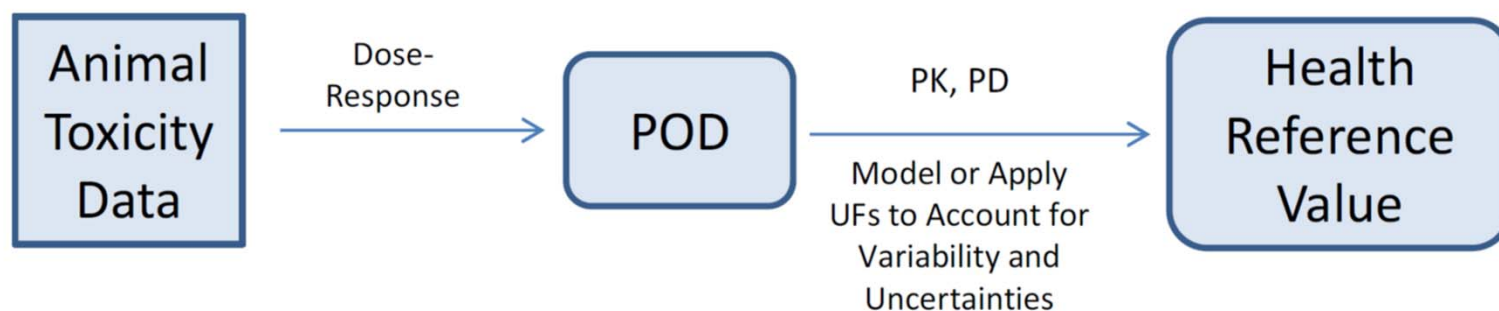 Animal
Toxicity
Data
Dose-
Response
POD
PK, PD
Model or Apply
UFs to Account for
Variability and
Uncertainties
Health
Reference
Value